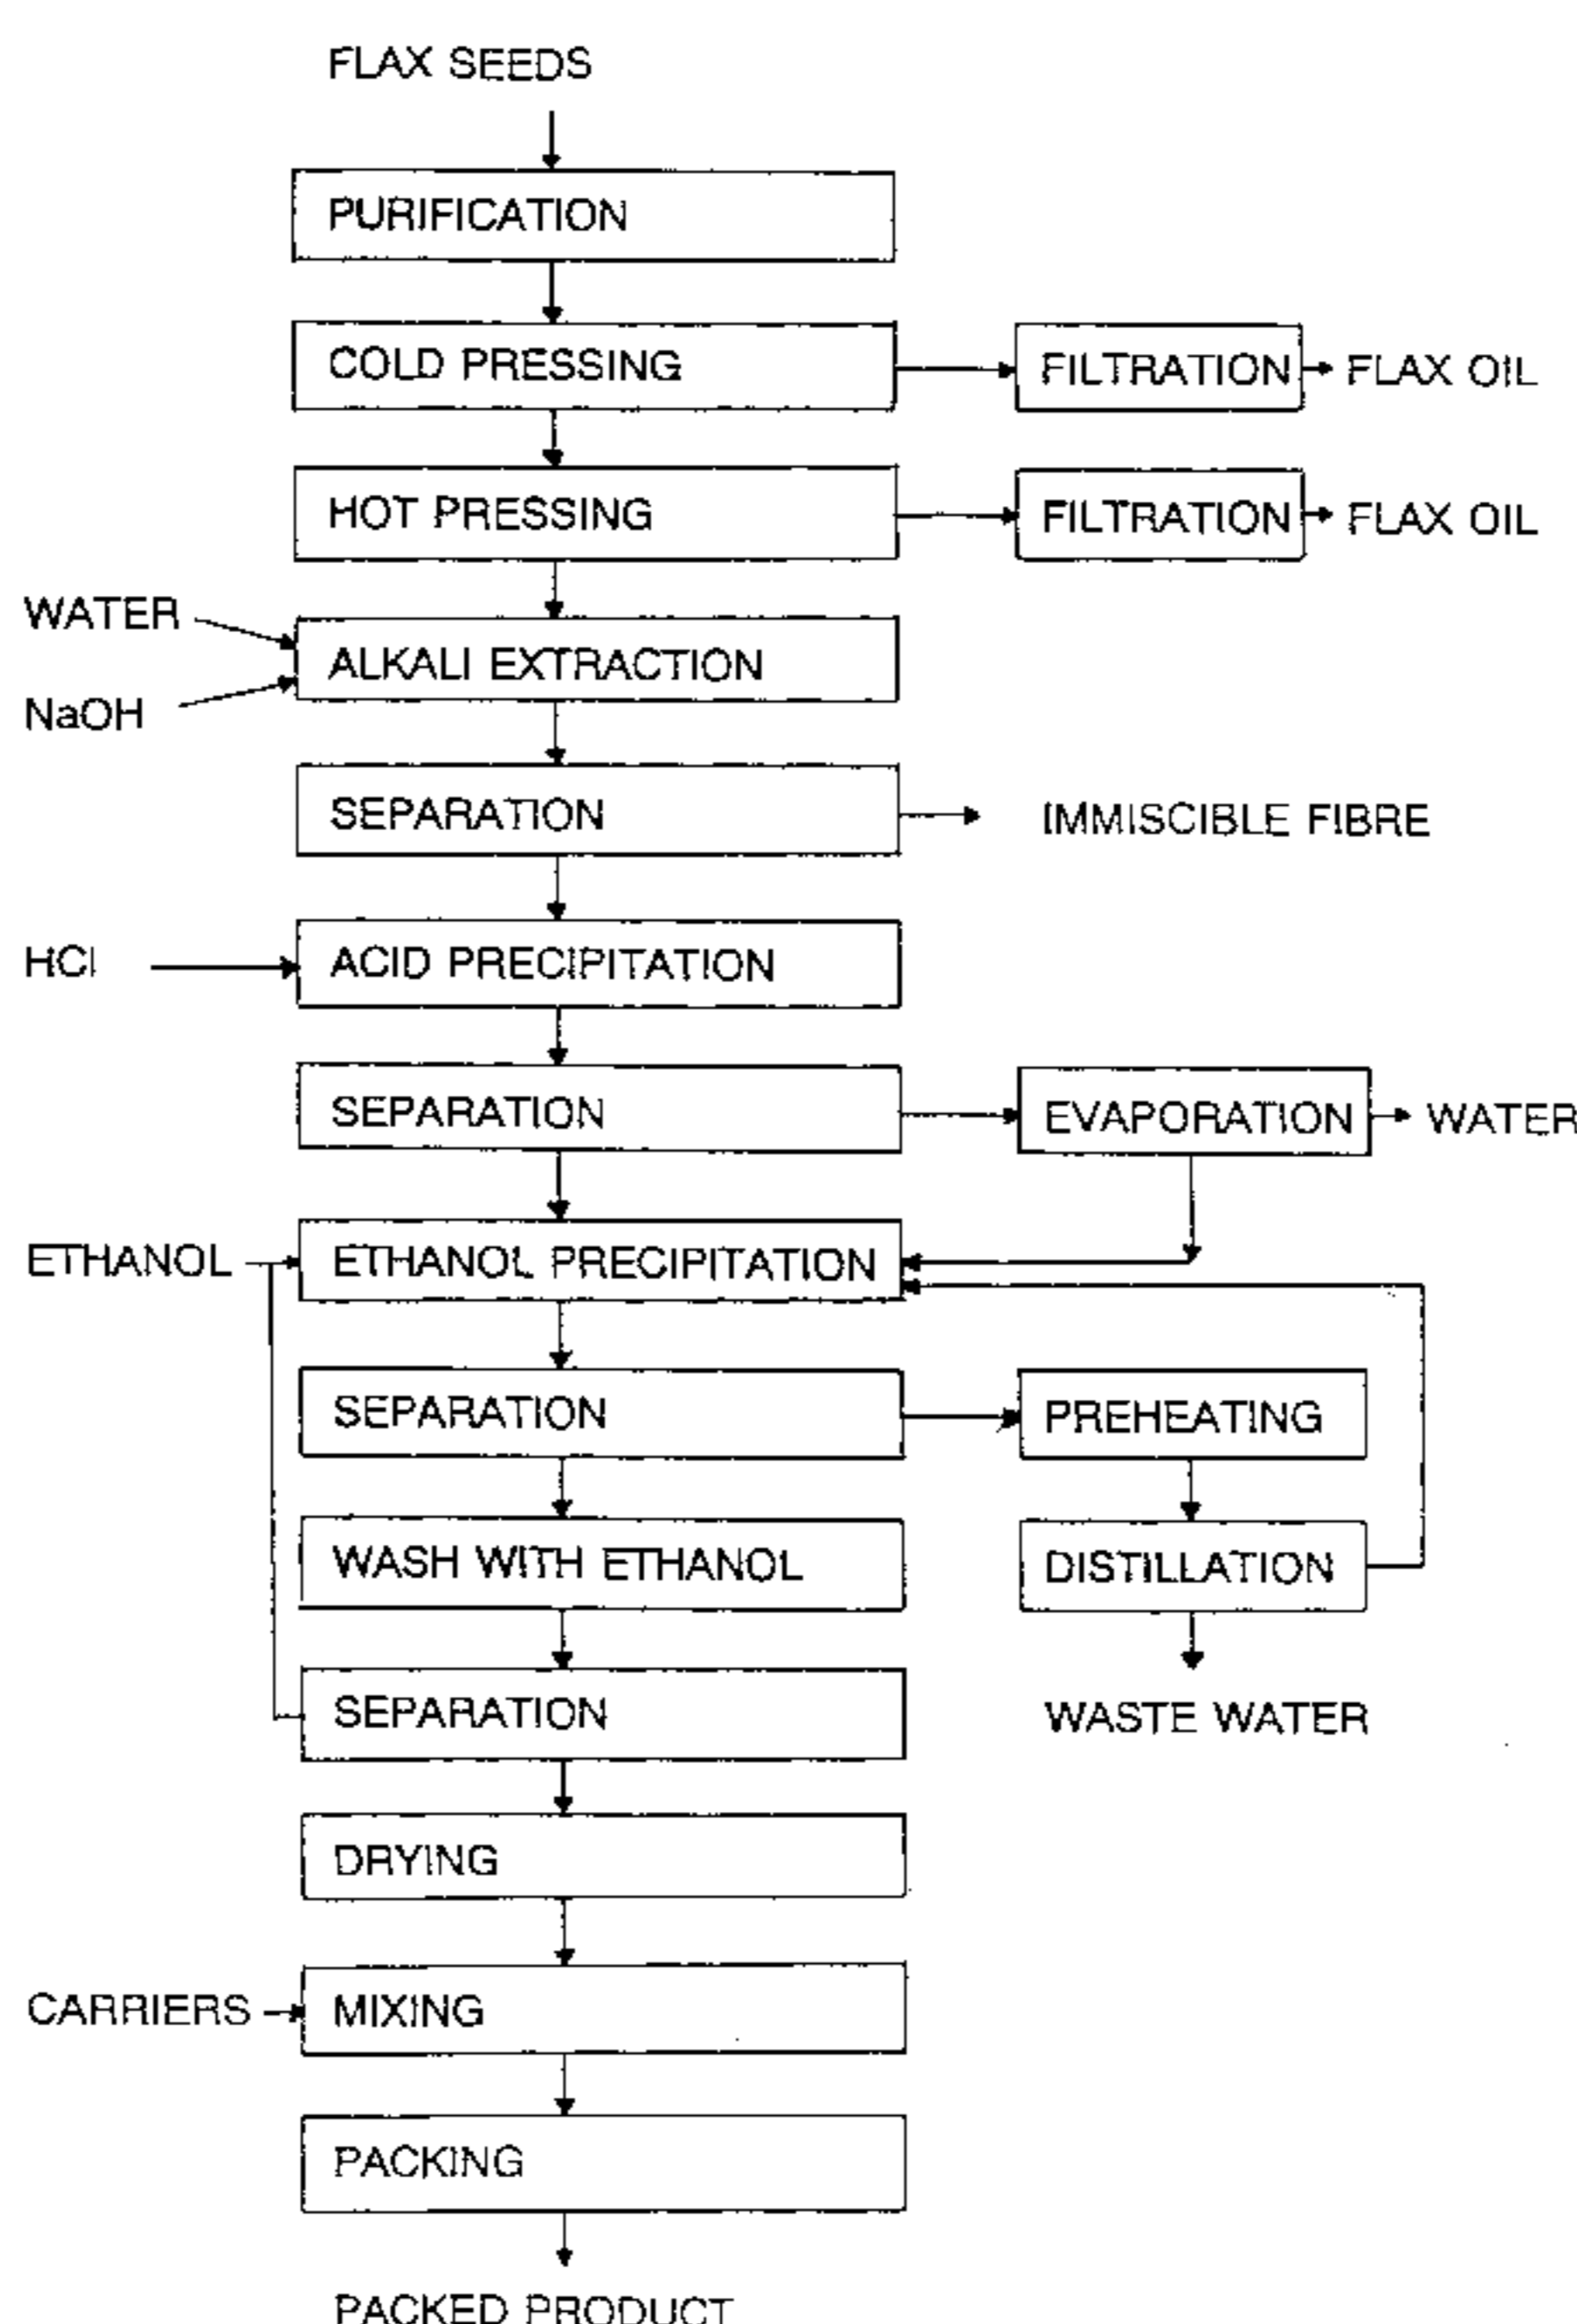 FLAX SEEDS
PURIFICATION
COLD PRESSING
FILTRATION
FLAX OIL
HOT PRESSING
FILTRATION
FLAX OIL
WATER
NaOH
ALKALI EXTRACTION
SEPARATION
IMMISCIBLE FIBRE
HCl
ACID PRECIPITATION
SEPARATION
EVAPORATION
WATER
ETHANOL
ETHANOL PRECIPITATION
SEPARATION
PREHEATING
WASH WITH ETHANOL
DISTILLATION
SEPARATION
WASTE WATER
DRYING
CARRIERS
MIXING
PACKING
PACKED PRODUCT